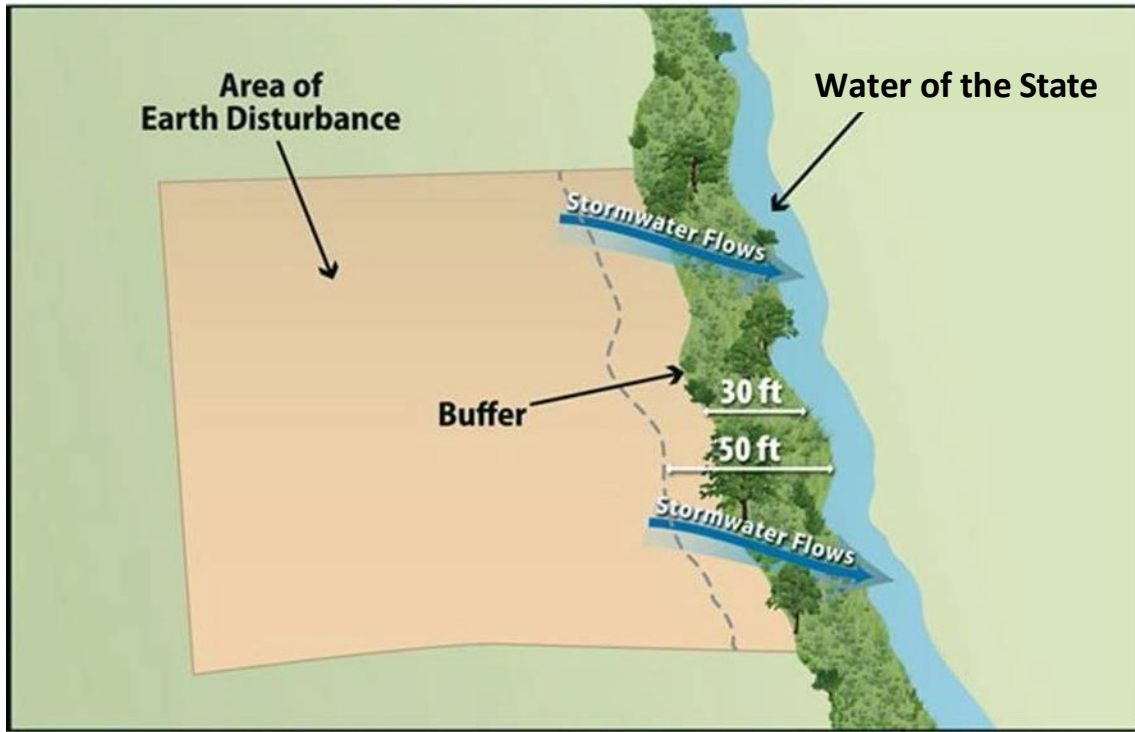 Area of
Earth Disturbance
Water of the State
Stormwater Flows
Buffer
30 ft
50 ft
Stormwater Flows